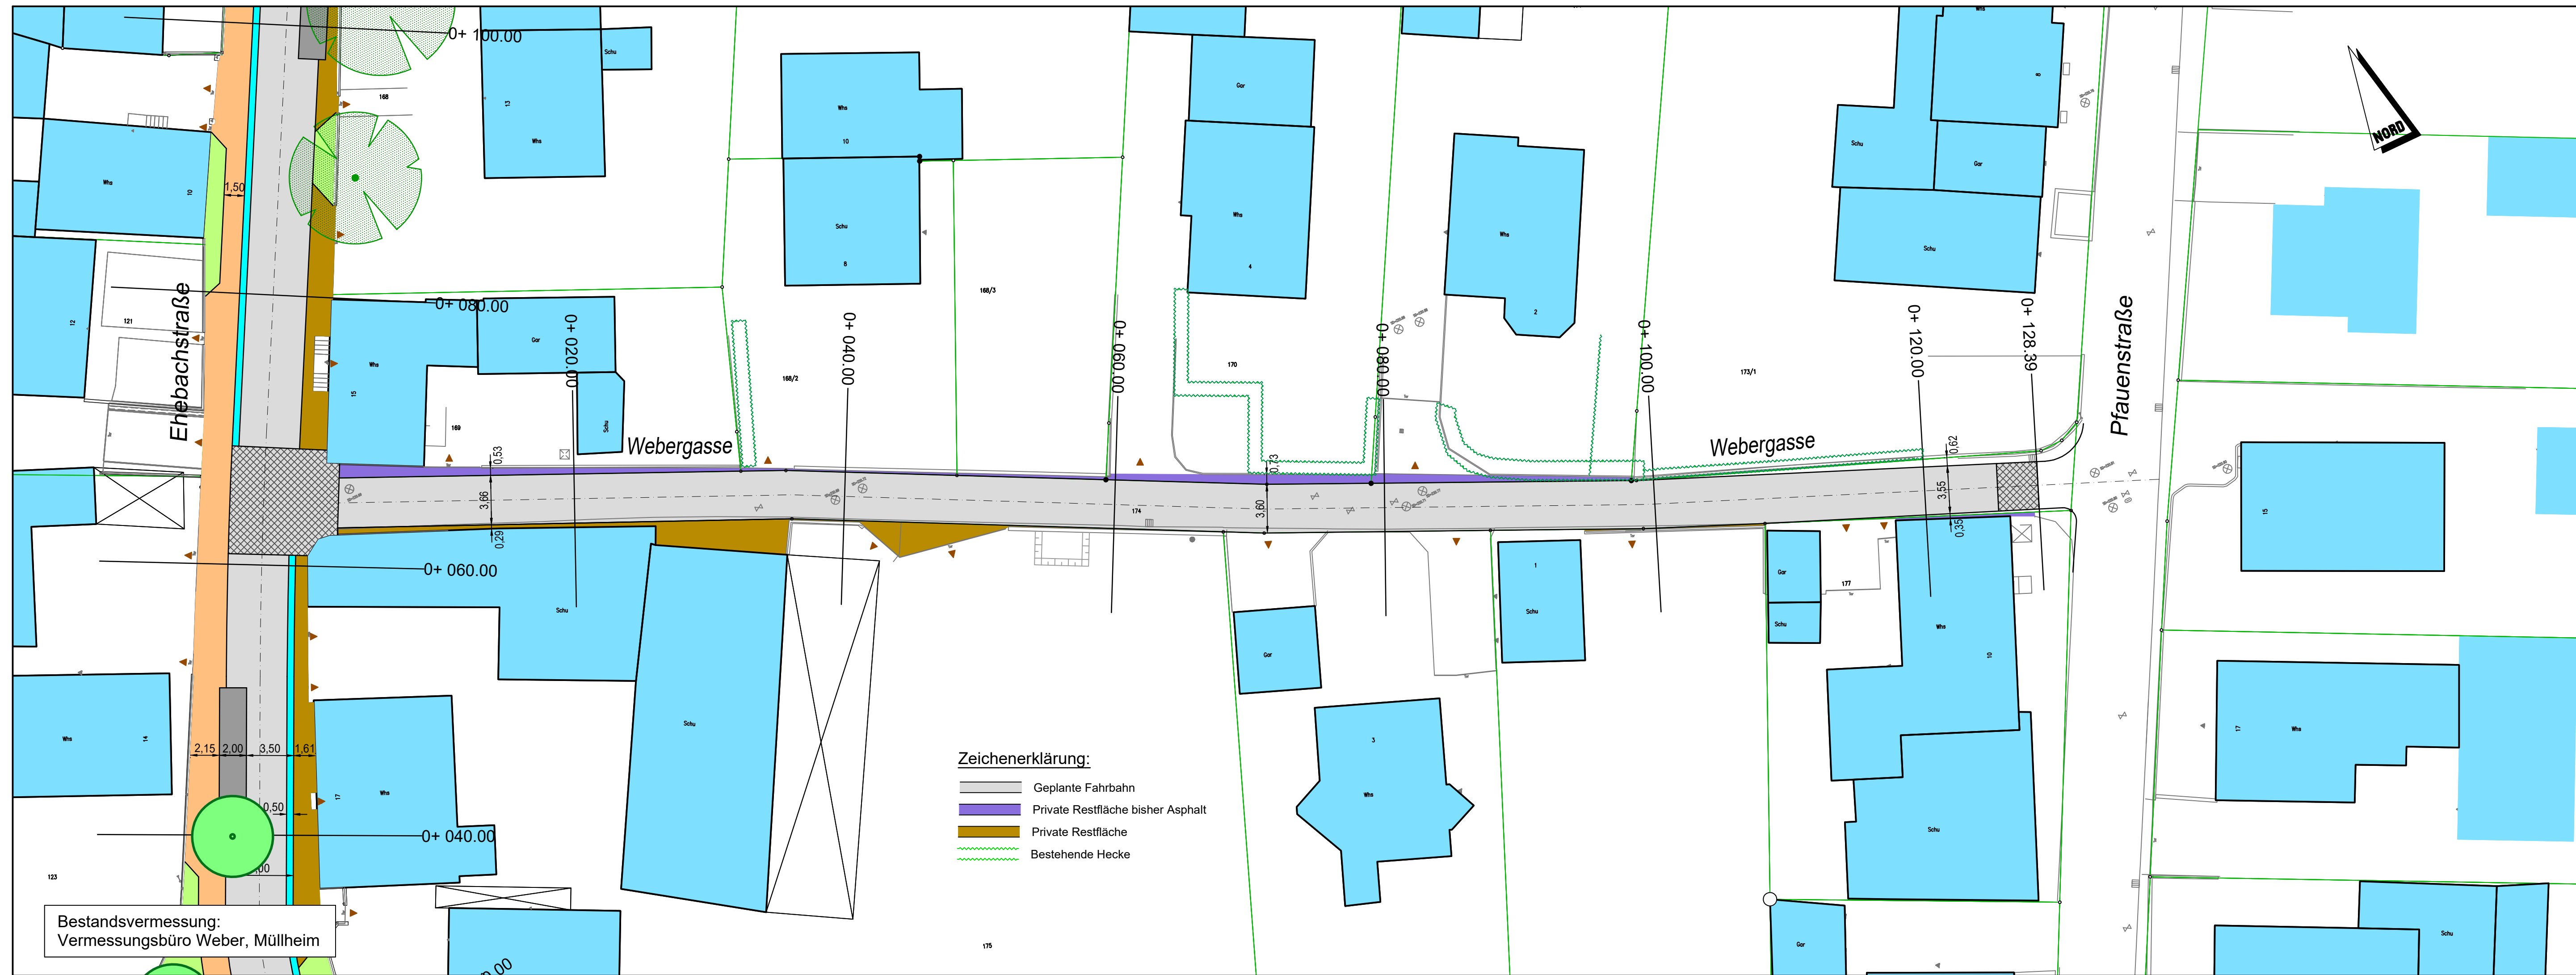 0+ 100.00
Schu
13
Whs
Whs
10
Schu
8
168
Whs
10
1,50
Gar
Whs
4
Whs
2
Whs
8
Schu
Gar
Schu
NORD
Ehebachstraße
121
12
0+ 080.00
Whs
15
Gar
Schu
169
0+ 020.00
Webergasse
168/2
0+ 040.00
168/3
0+ 060.00
170
0+ 080.00
0+ 100.00
173/1
Webergasse
0+ 120.00
0+ 128.39
Pfauenstraße
0,53
3,66
0,29
0,73
3,60
174
0,62
3,55
0,35
15
0+ 060.00
Schu
Schu
Gar
1
Schu
Gar
Schu
177
Whs
10
Whs
14
2,15
2,00
3,50
1,61
0,50
Whs
17
0+ 040.00
3
Whs
Schu
17
Whs
Zeichenerklärung:
Geplante Fahrbahn
Private Restfläche bisher Asphalt
Private Restfläche
Bestehende Hecke
123
Bestandsvermessung:
Vermessungsbüro Weber, Müllheim
175
Gar
Schu